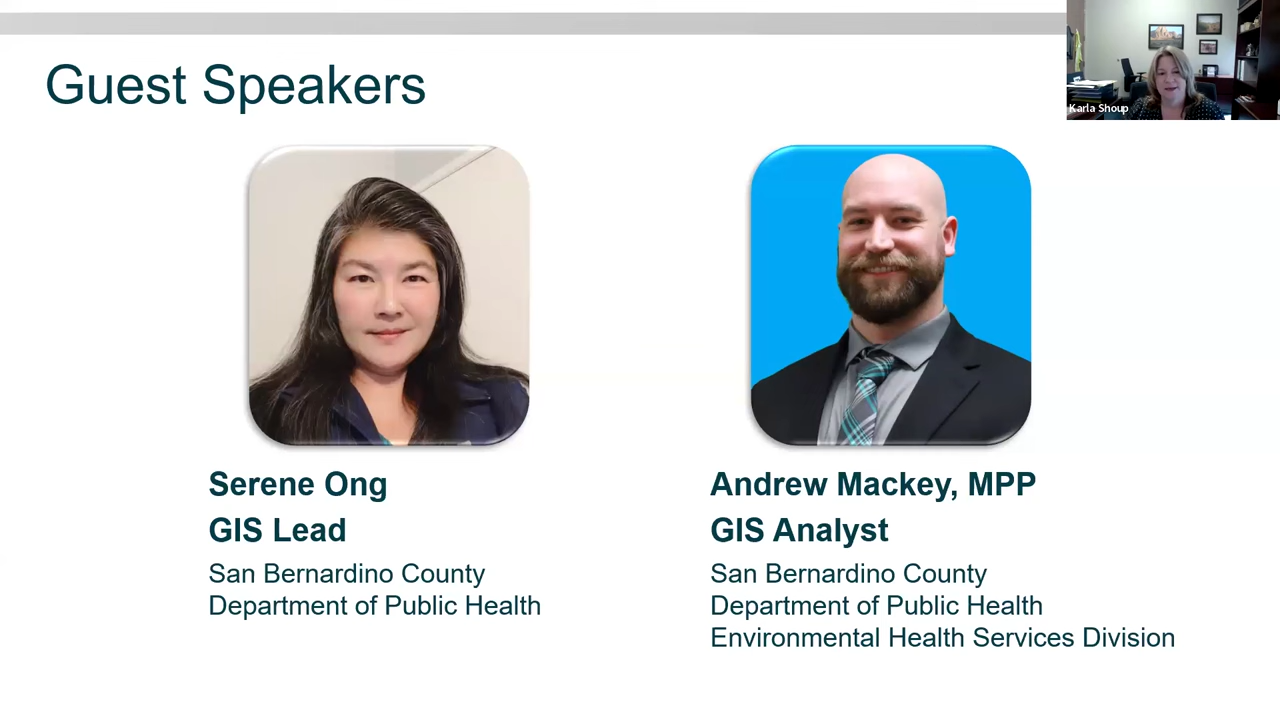 Guest Speakers
Karla Shoup
Serene Ong
GIS Lead
San Bernardino County
Department of Public Health
Andrew Mackey, MPP
GIS Analyst
San Bernardino County
Department of Public Health
Environmental Health Services Division